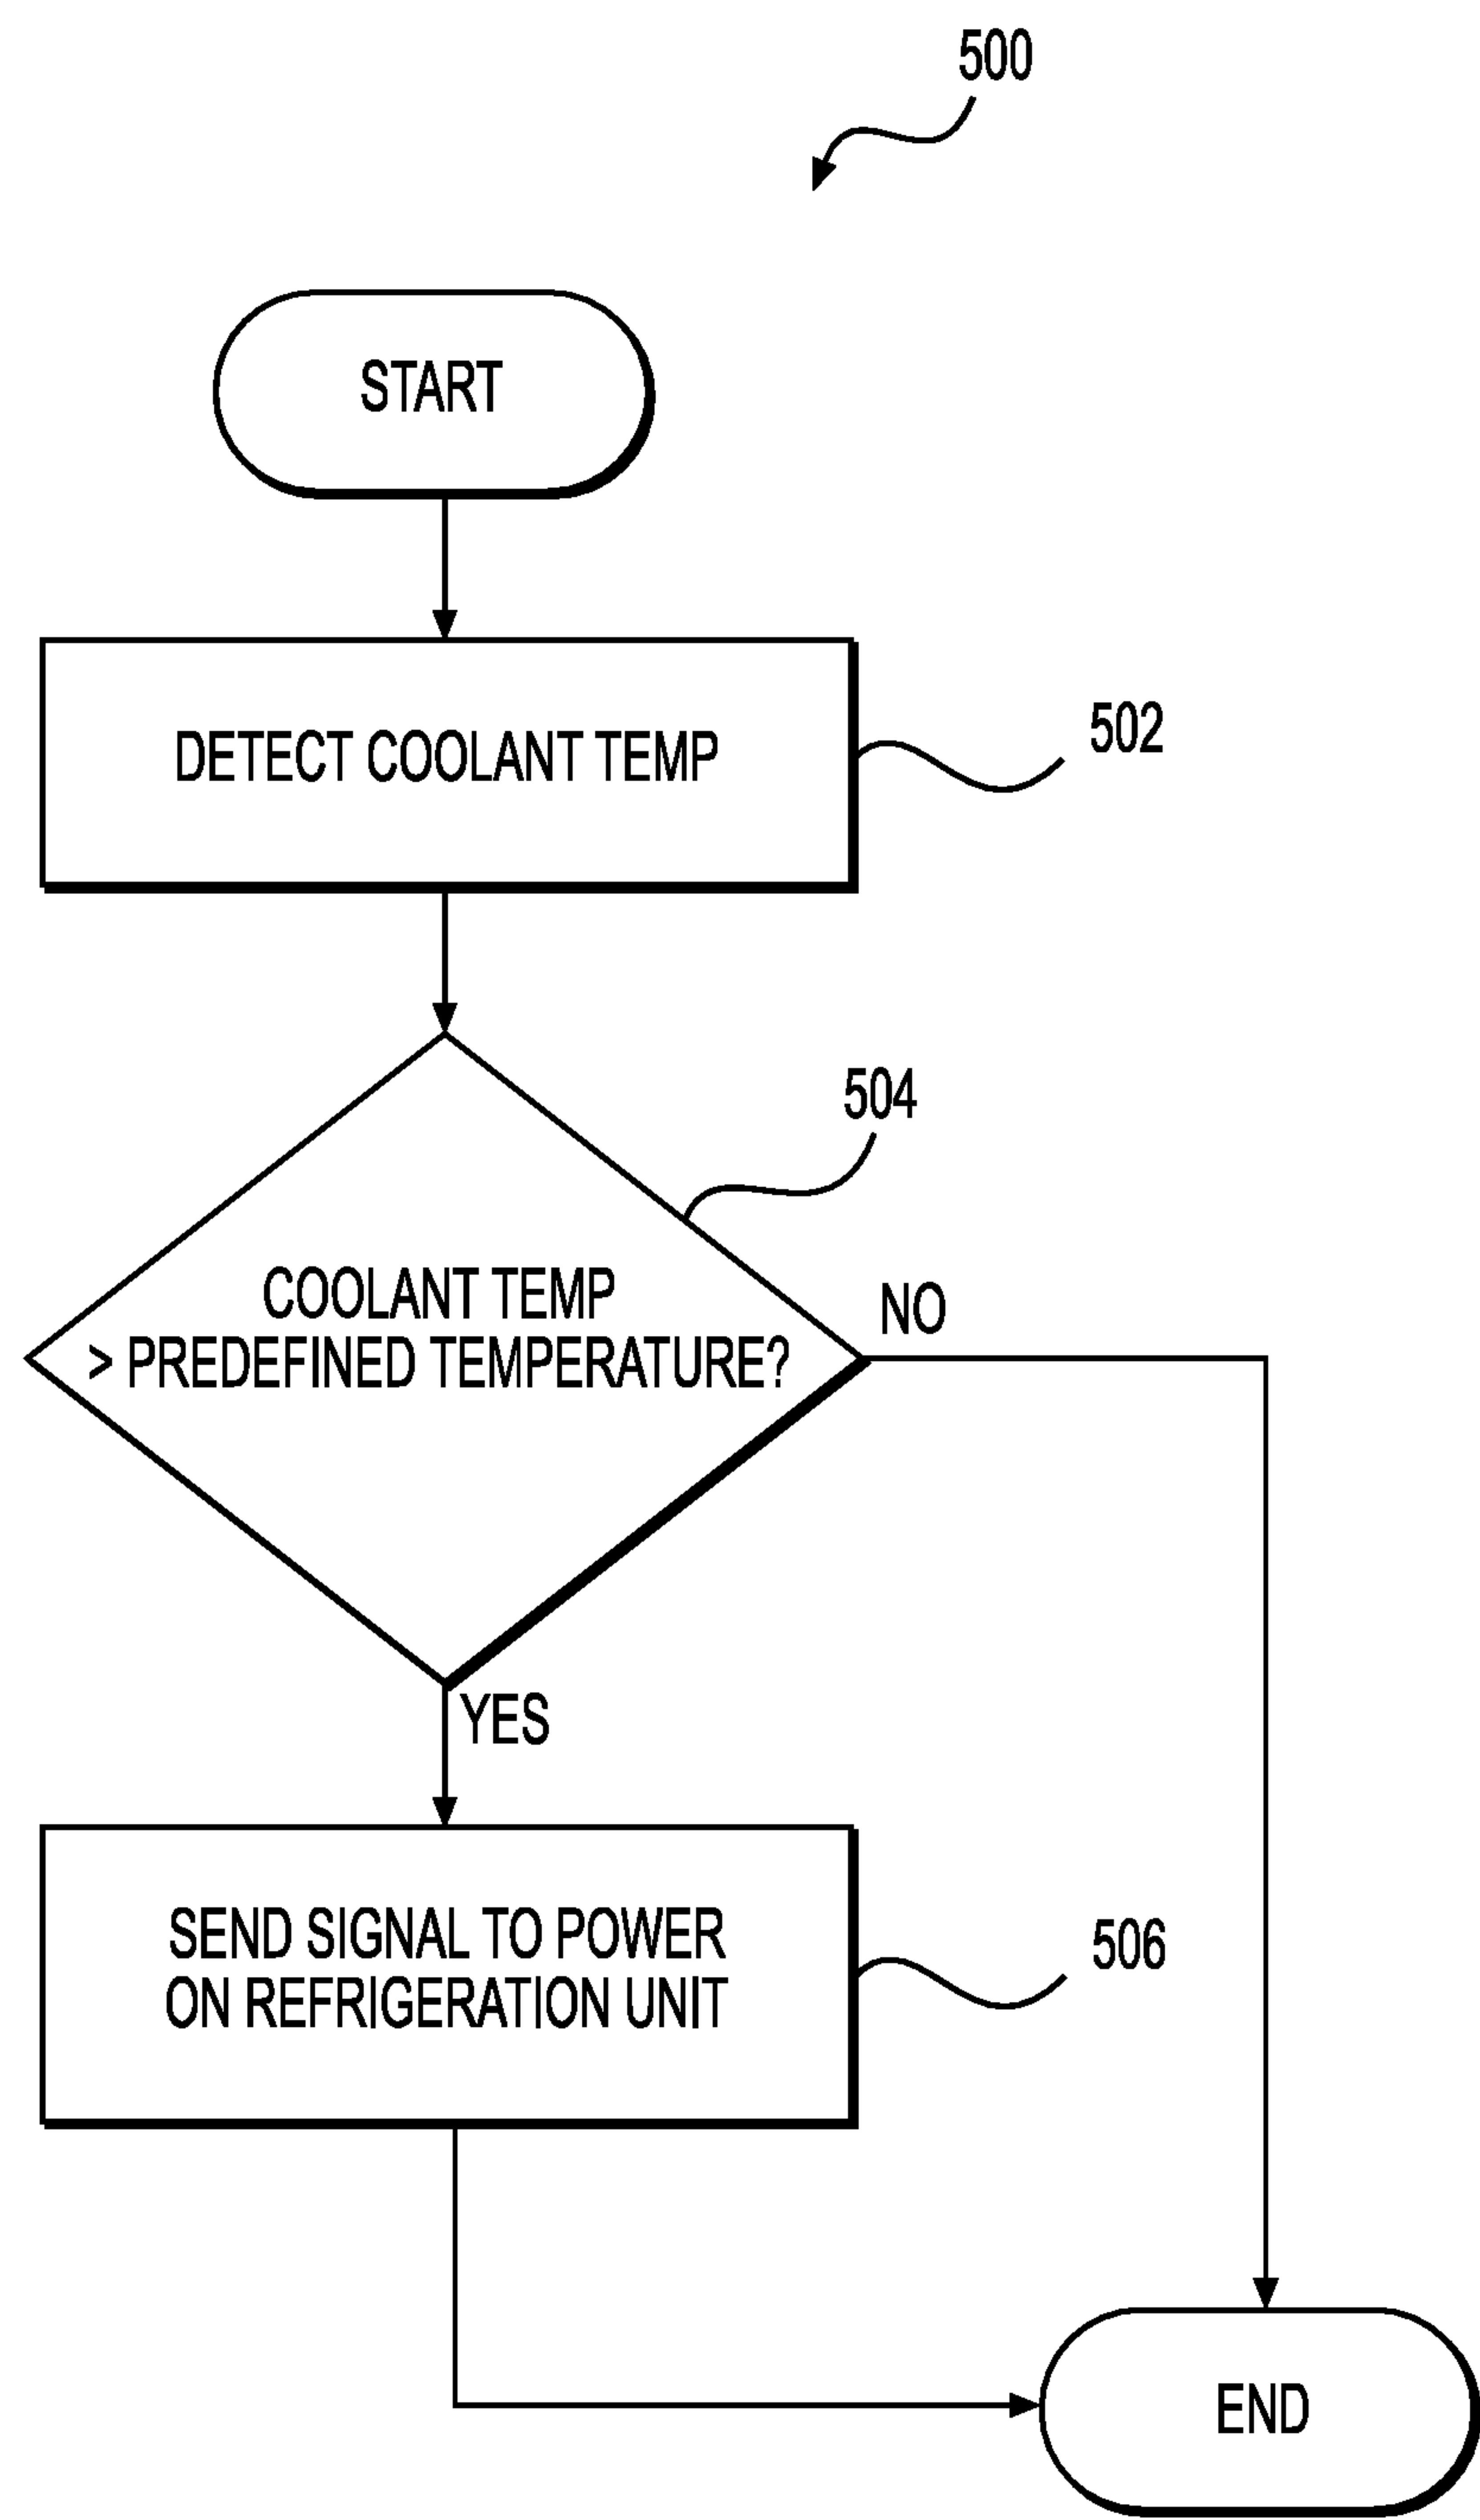 500
START
DETECT COOLANT TEMP
502
504
COOLANT TEMP
> PREDEFINED TEMPERATURE?
NO
YES
SEND SIGNAL TO POWER
ON REFRIGERATION UNIT
506
END